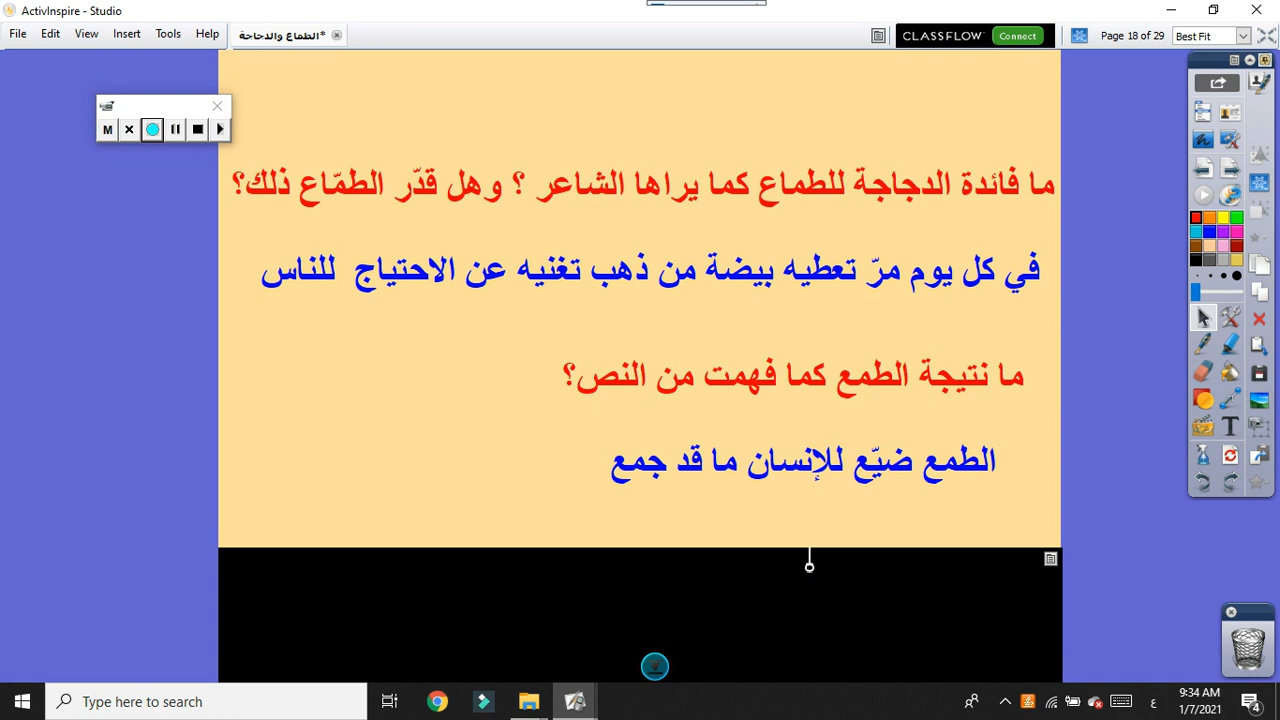 ActivInspire - Studio
File Edit View Insert Tools Help
*الطماع والدجاجة
CLASSFLOW Connect
Page 18 of 29
Best Fit
M
ما فائدة الدجاجة للطماع كما يراها الشاعر ؟ وهل قدّر الطمّاع ذلك؟
في كل يوم مرّ تعطيه بيضة من ذهب تغنيه عن الاحتياج للناس
ما نتيجة الطمع كما فهمت من النص؟
الطمع ضيّع للإنسان ما قد جمع
Type here to search
ع
9:34 AM
1/7/2021
4